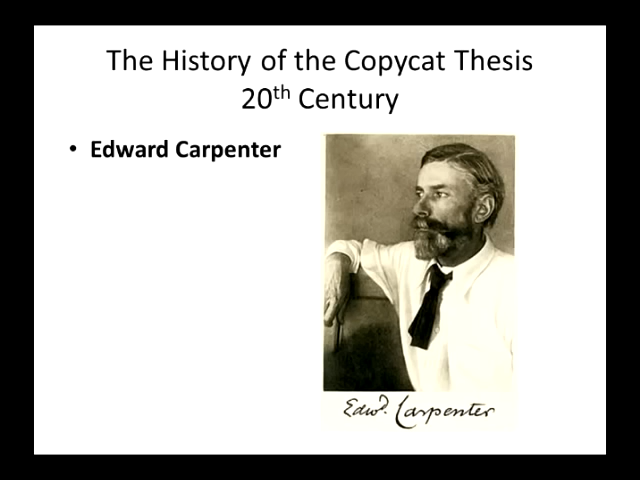 The History of the Copycat Thesis
20th Century
• Edward Carpenter
Edwd. Carpenter